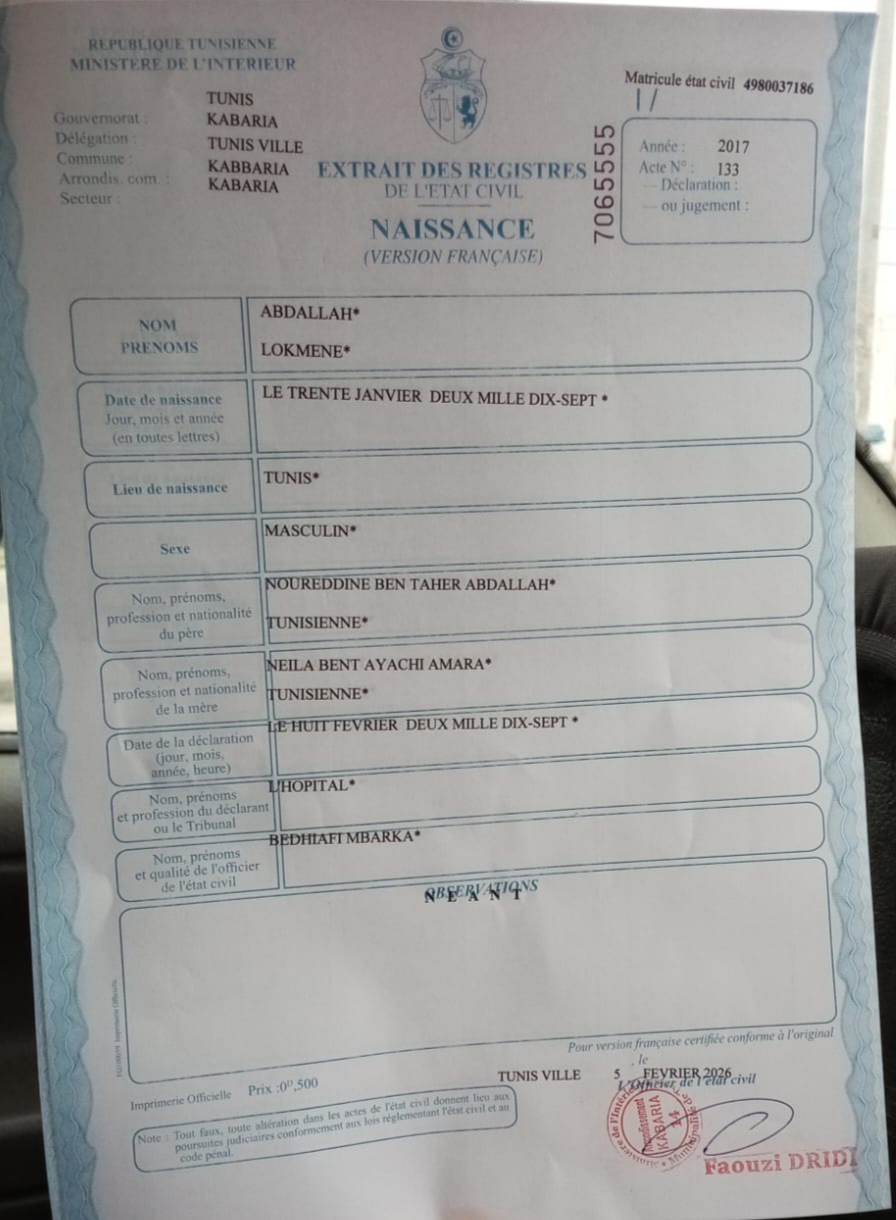 REPUBLIQUE TUNISIENNE
MINISTERE DE L'INTERIEUR
Gouvernorat : TUNIS
Délégation : KABARIA
Commune : TUNIS VILLE
Arrondis. com. : KABBARIA
Secteur : KABARIA
EXTRAIT DES REGISTRES
DE L'ETAT CIVIL
NAISSANCE
(VERSION FRANÇAISE)
7065555
Matricule état civil 4980037186
1/
Année : 2017
Acte N° : 133
— Déclaration :
— ou jugement :
NOM
PRENOMS
ABDALLAH*
LOKMENE*
Date de naissance
Jour, mois et année
(en toutes lettres)
LE TRENTE JANVIER DEUX MILLE DIX-SEPT *
Lieu de naissance
TUNIS*
Sexe
MASCULIN*
Nom, prénoms,
profession et nationalité
du père
NOUREDDINE BEN TAHER ABDALLAH*
TUNISIENNE*
Nom, prénoms,
profession et nationalité
de la mère
NEILA BENT AYACHI AMARA*
TUNISIENNE*
Date de la déclaration
(jour, mois,
année, heure)
LE HUIT FEVRIER DEUX MILLE DIX-SEPT *
Nom, prénoms
et profession du déclarant
ou le Tribunal
L'HOPITAL*
Nom, prénoms
et qualité de l'officier
de l'état civil
BEDHIAFI MBARKA*
OBSERVATIONS
N E A N T
Imprimerie Officielle
Pour version française certifiée conforme à l'original
, le
TUNIS VILLE 5 FEVRIER 2026
L'Officier de l'état civil
Imprimerie Officielle Prix :0ᴰ,500
Note : Tout faux, toute altération dans les actes de l'état civil donnent lieu aux
poursuites judiciaires conformement aux lois règlementant l'état civil et au
code pénal.
Arrondissement
KABARIA
14
Faouzi DRIDI